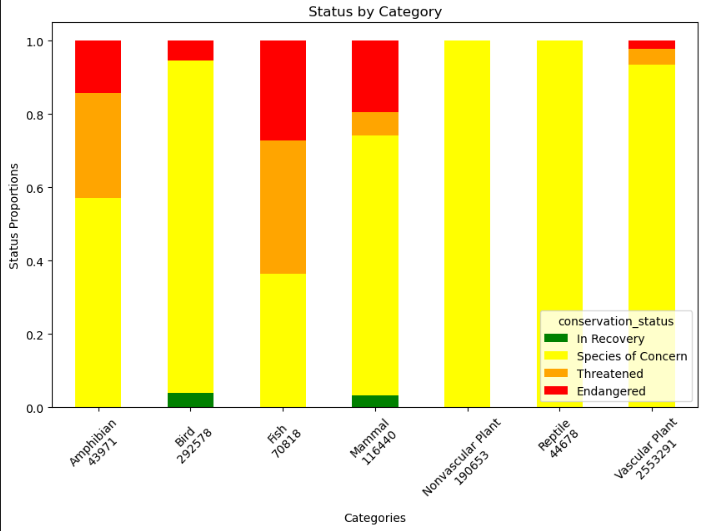 Status by Category
Status Proportions
1.0
0.8
0.6
0.4
0.2
0.0
conservation_status
In Recovery
Species of Concern
Threatened
Endangered
Amphibian
43971
Bird
292578
Fish
70818
Mammal
116440
Nonvascular Plant
190653
Reptile
44678
Vascular Plant
2553291
Categories